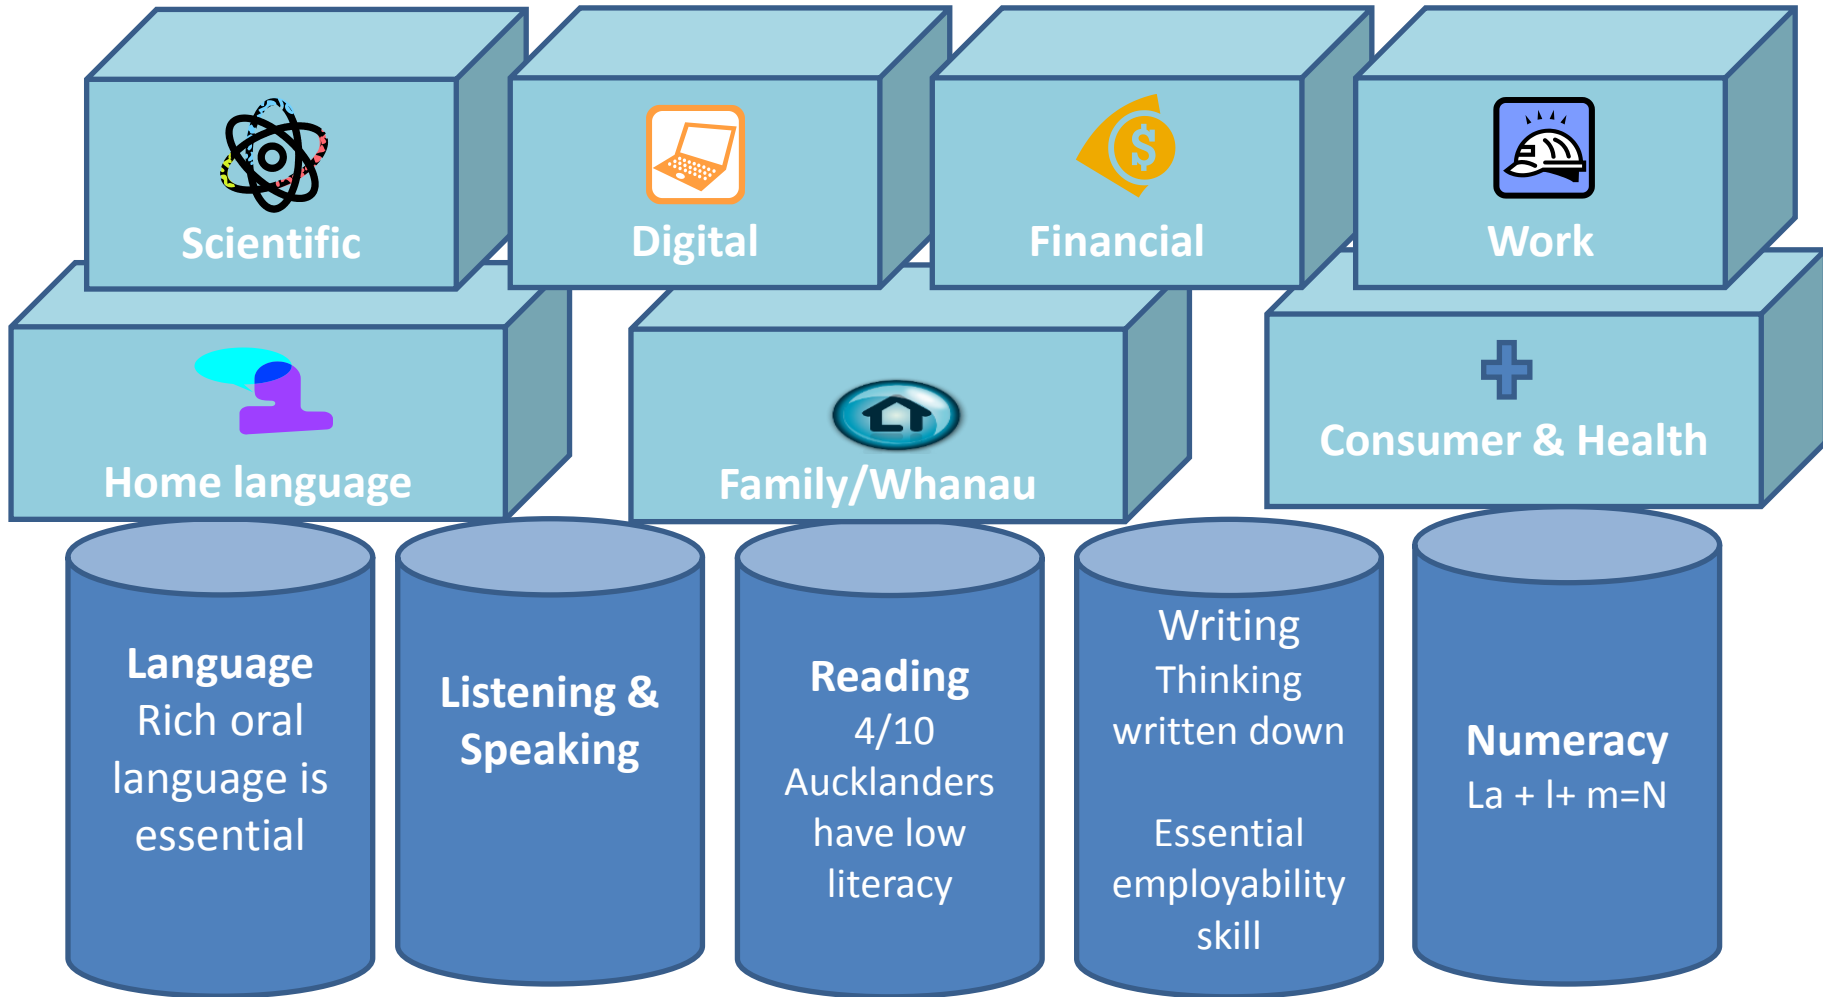 Scientific
Digital
Financial
Work
$
Home language
Family/Whanau
Consumer & Health
Language
Rich oral
language is
essential
Listening &
Speaking
Reading
4/10
Aucklanders
have low
literacy
Writing
Thinking
written down
Essential
employability
skill
Numeracy
La + l+ m=N